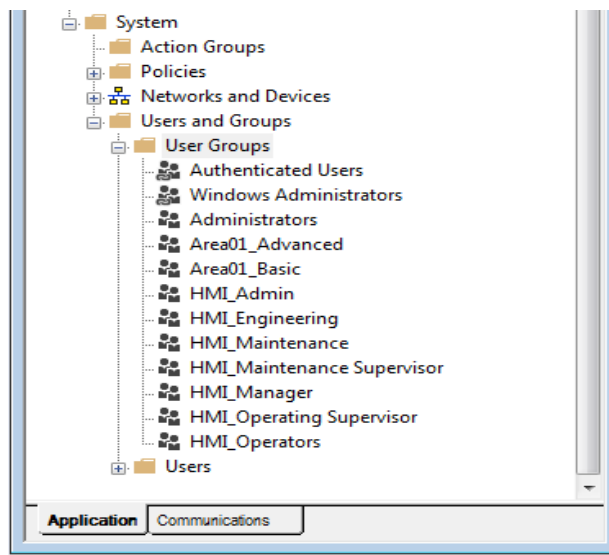 System
Action Groups
Policies
Networks and Devices
Users and Groups
User Groups
Authenticated Users
Windows Administrators
Administrators
Area01_Advanced
Area01_Basic
HMI_Admin
HMI_Engineering
HMI_Maintenance
HMI_Maintenance Supervisor
HMI_Manager
HMI_Operating Supervisor
HMI_Operators
Users
Application Communications